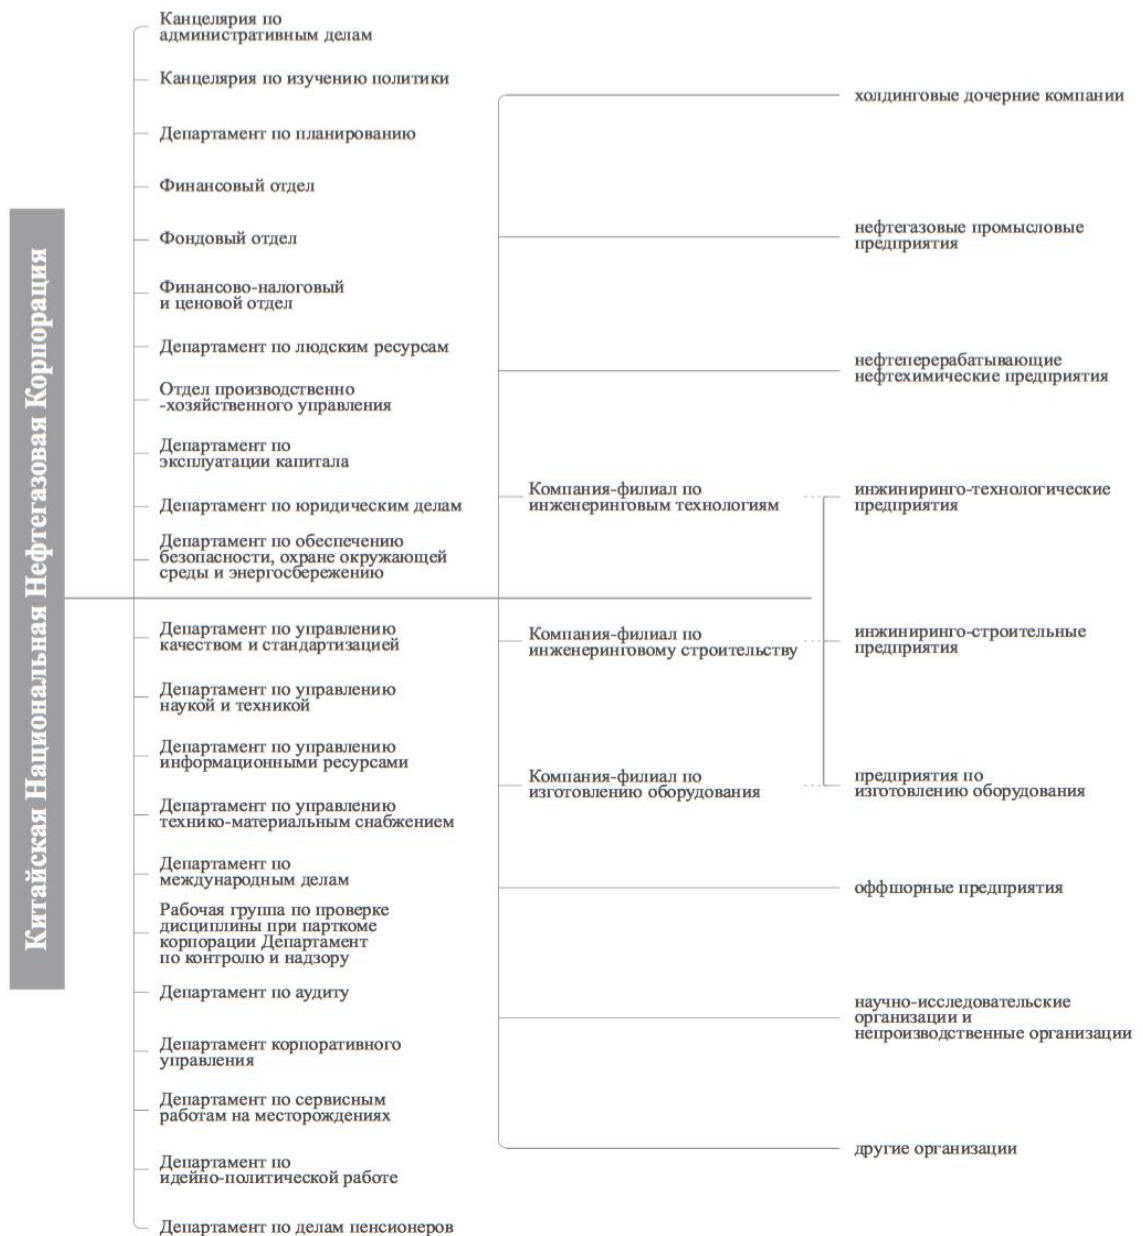 Китайская Национальная Нефтегазовая Корпорация
Канцелярия по
административным делам
Канцелярия по изучению политики
Департамент по планированию
Финансовый отдел
Фондовый отдел
Финансово-налоговый
и ценовой отдел
Департамент по людским ресурсам
Отдел производственно
-хозяйственного управления
Департамент по
эксплуатации капитала
Департамент по юридическим делам
Департамент по обеспечению
безопасности, охране окружающей
среды и энергосбережению
Департамент по управлению
качеством и стандартизацией
Департамент по управлению
наукой и техникой
Департамент по управлению
информационными ресурсами
Департамент по управлению
технико-материальным снабжением
Департамент по
международным делам
Рабочая группа по проверке
дисциплины при парткоме
корпорации Департамент
по контролю и надзору
Департамент по аудиту
Департамент корпоративного
управления
Департамент по сервисным
работам на месторождениях
Департамент по
идейно-политической работе
Департамент по делам пенсионеров
Компания-филиал по
инженеринговым технологиям
Компания-филиал по
инженеринговому строительству
Компания-филиал по
изготовлению оборудования
холдинговые дочерние компании
нефтегазовые промысловые
предприятия
нефтеперерабатывающие
нефтехимические предприятия
инжиниринго-технологические
предприятия
инжиниринго-строительные
предприятия
предприятия по
изготовлению оборудования
оффшорные предприятия
научно-исследовательские
организации и
непроизводственные организации
другие организации